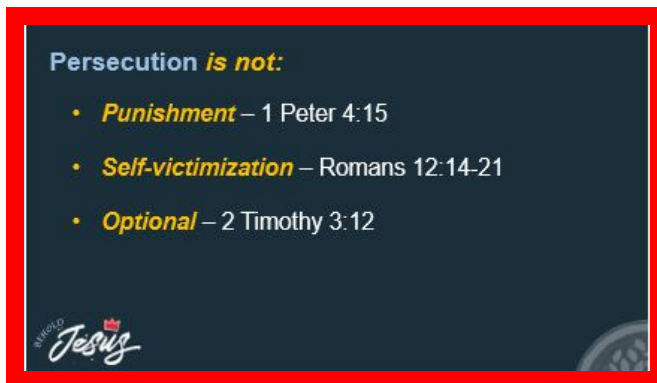 Persecution is not:
• Punishment – 1 Peter 4:15
• Self-victimization – Romans 12:14-21
• Optional – 2 Timothy 3:12
BEHOLD
Jesus